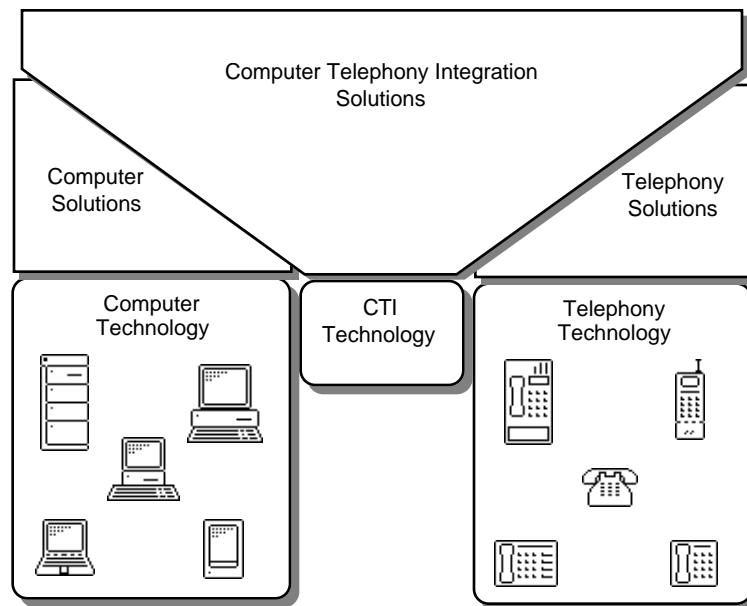 Computer Telephony Integration
Solutions
Computer
Solutions
Telephony
Solutions
Computer
Technology
CTI
Technology
Telephony
Technology